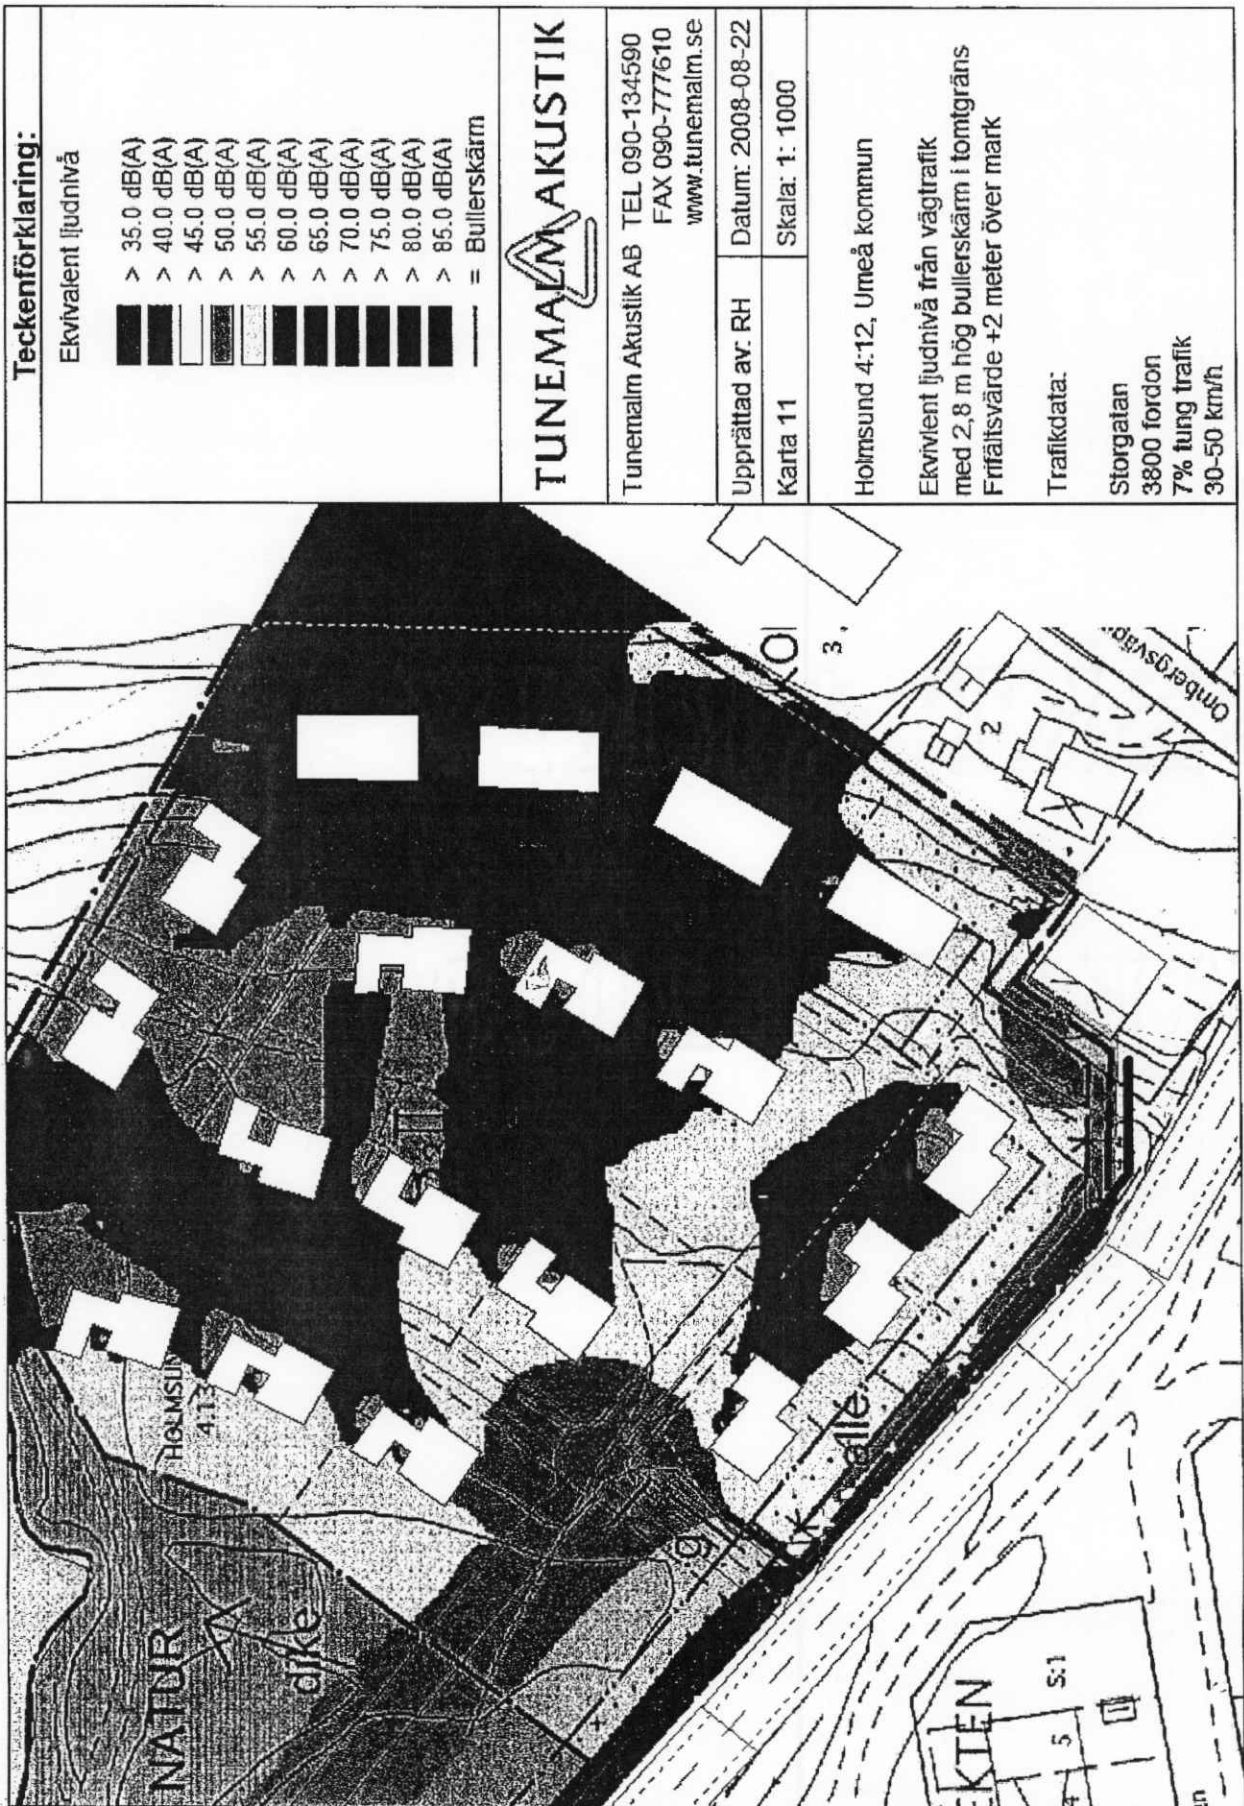 Teckenförklaring:
Ekvivalent ljudnivå
> 35.0 dB(A)
> 40.0 dB(A)
> 45.0 dB(A)
> 50.0 dB(A)
> 55.0 dB(A)
> 60.0 dB(A)
> 65.0 dB(A)
> 70.0 dB(A)
> 75.0 dB(A)
> 80.0 dB(A)
> 85.0 dB(A)
= Bullerskärm
TUNEMALM AKUSTIK
Tunemalm Akustik AB TEL 090-134590
FAX 090-777610
www.tunemalm.se
Upprättad av: RH
Datum: 2008-08-22
Karta 11
Skala: 1: 1000
Holmsund 4:12, Umeå kommun
Ekvivlent ljudnivå från vägtrafik
med 2,8 m hög bullerskärm i tomtgräns
Frifältsvärde +2 meter över mark
Trafikdata:
Storgatan
3800 fordon
7% tung trafik
30-50 km/h
NATUR
dike
HOLMSUN
4:13
g
allé
3
2
Ombergsväg
EKTEN
S:1
5
4